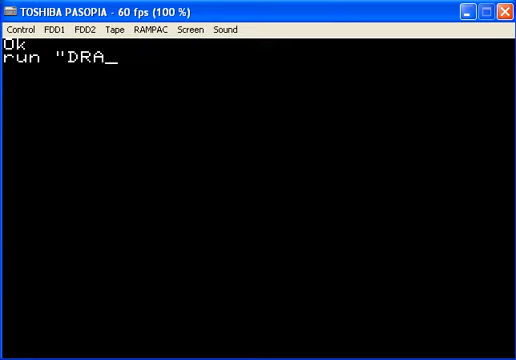 TOSHIBA PASOPIA - 60 fps (100 %)
Control FDD1 FDD2 Tape RAMPAC Screen Sound
Ok
run "DRA_